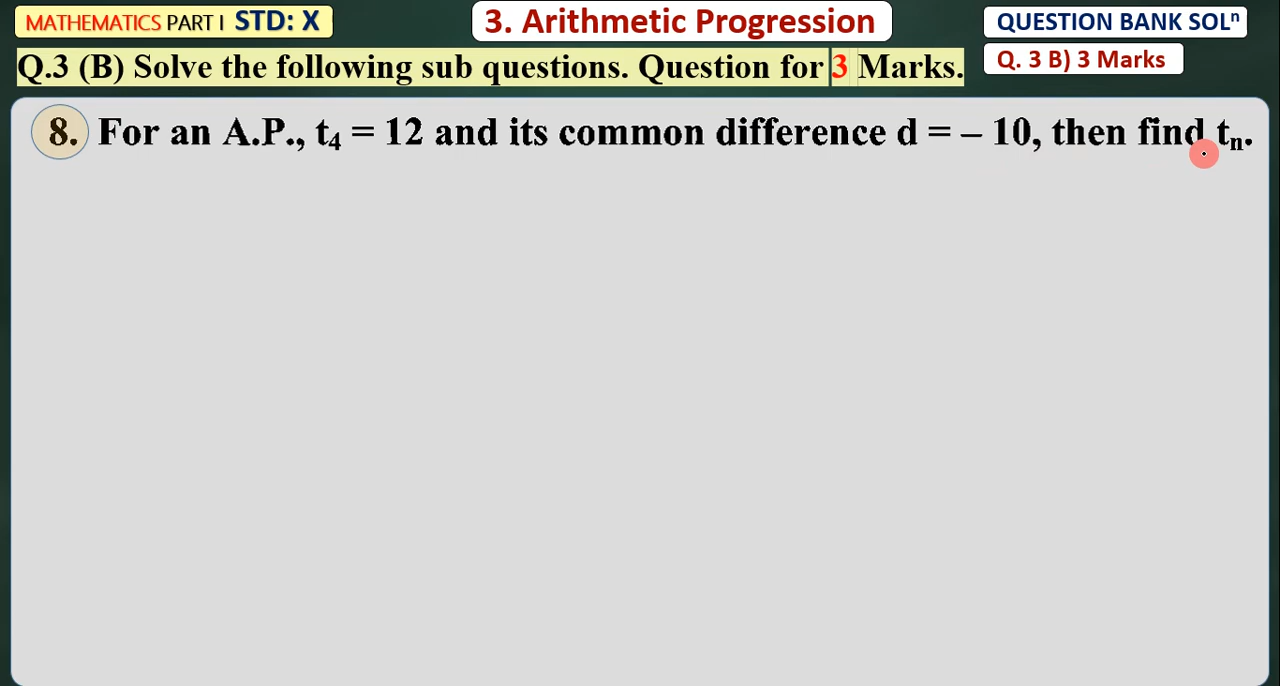 MATHEMATICS PART I STD: X
3. Arithmetic Progression
QUESTION BANK SOLⁿ
Q.3 (B) Solve the following sub questions. Question for 3 Marks.
Q. 3 B) 3 Marks
8. For an A.P., t₄ = 12 and its common difference d = – 10, then find tₙ.